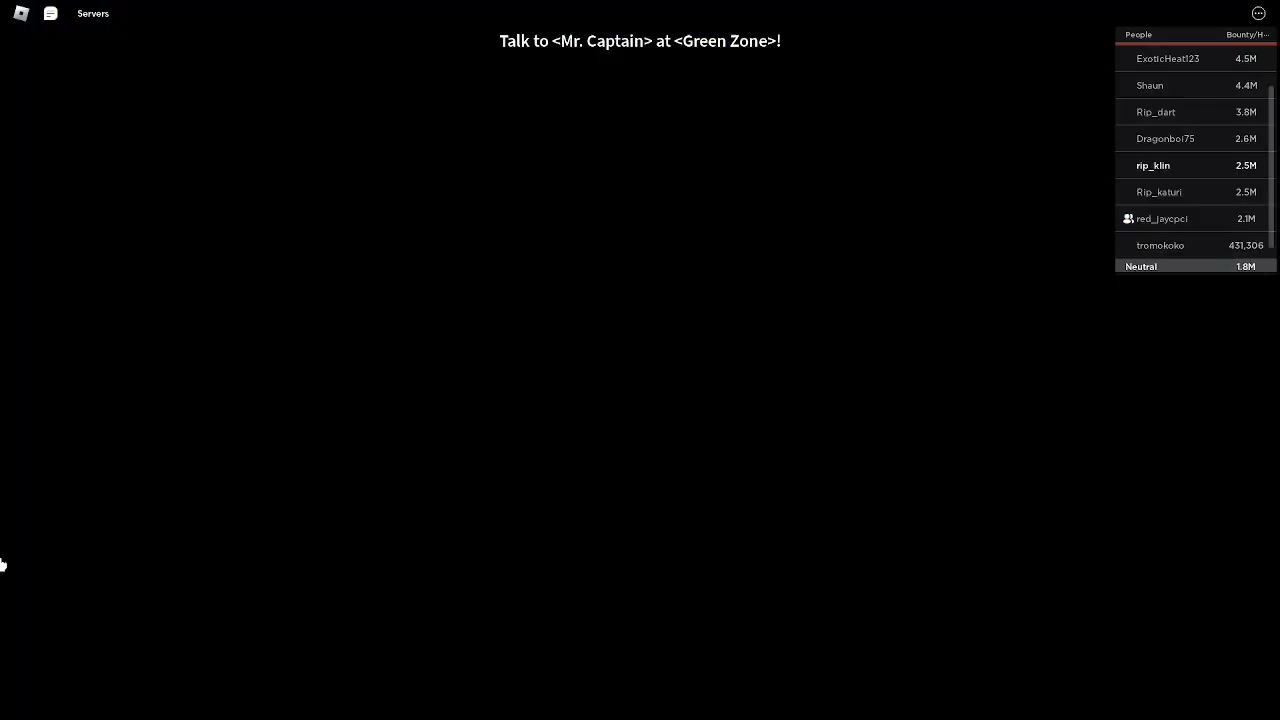 Servers
Talk to <Mr. Captain> at <Green Zone>!
People Bounty/H...
ExoticHeat123 4.5M
Shaun 4.4M
Rip_dart 3.8M
Dragonboi75 2.6M
rip_klin 2.5M
Rip_katuri 2.5M
red_jaycpci 2.1M
tromokoko 431,306
Neutral 1.8M